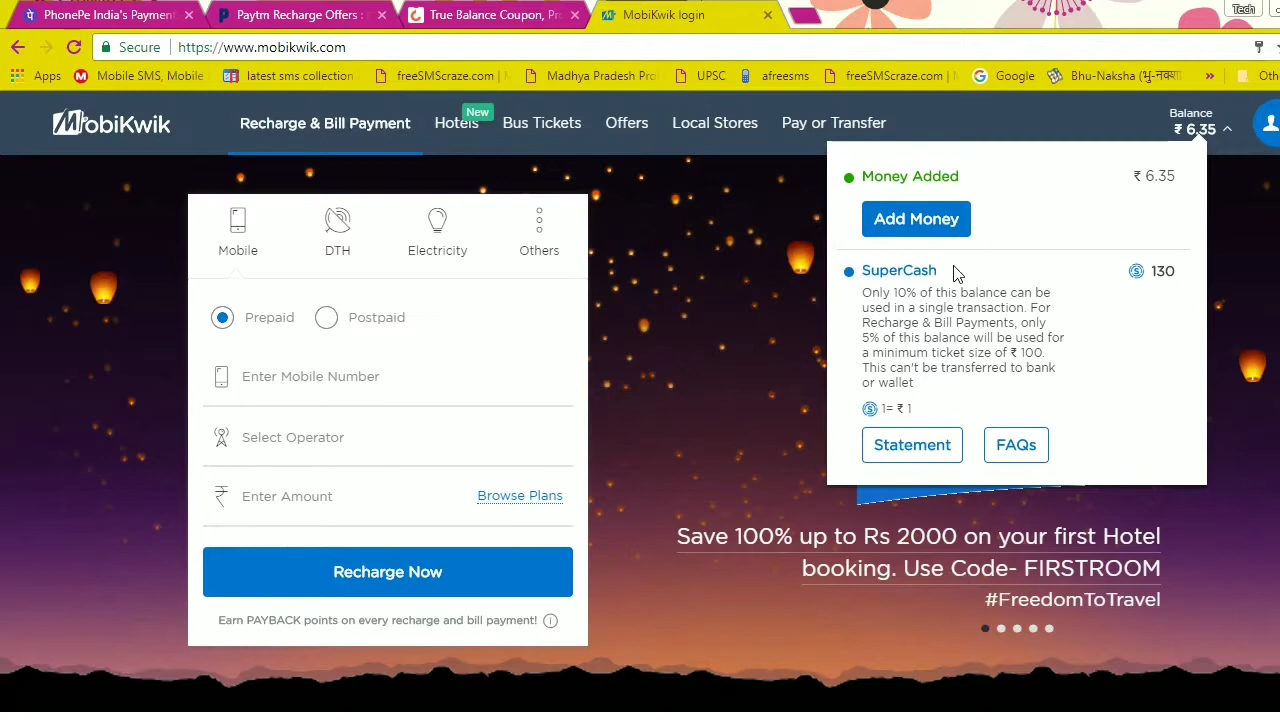 PhonePe India's Payment
Paytm Recharge Offers :
True Balance Coupon, Pr
MobiKwik login
Tech
Secure
https://www.mobikwik.com
Apps
Mobile SMS, Mobile
latest sms collection
freeSMScraze.com |
Madhya Pradesh Pro
UPSC
afreesms
freeSMScraze.com |
Google
Bhu-Naksha (भू-नक्शा
»
Oth
MobiKwik
Recharge & Bill Payment
Hotels
New
Bus Tickets
Offers
Local Stores
Pay or Transfer
Balance
₹ 6.35
Mobile
DTH
Electricity
Others
Prepaid
Postpaid
Enter Mobile Number
Select Operator
Enter Amount
Browse Plans
Recharge Now
Earn PAYBACK points on every recharge and bill payment!
Money Added
₹ 6.35
Add Money
SuperCash
130
Only 10% of this balance can be
used in a single transaction. For
Recharge & Bill Payments, only
5% of this balance will be used for
a minimum ticket size of ₹ 100.
This can't be transferred to bank
or wallet
1= ₹ 1
Statement
FAQs
Save 100% up to Rs 2000 on your first Hotel
booking. Use Code- FIRSTROOM
#FreedomToTravel